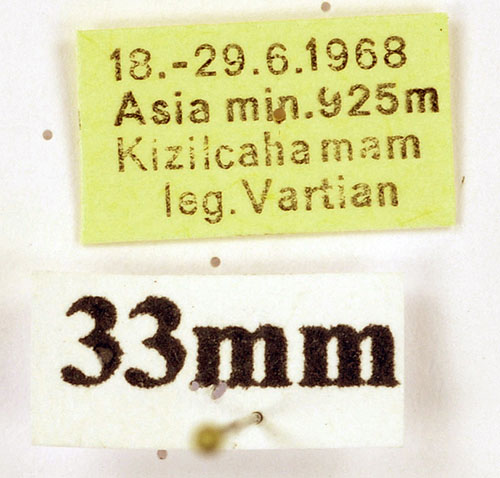 18.-29.6.1968
Asia min.925m
Kizilcahamam
leg. Vartian
33mm